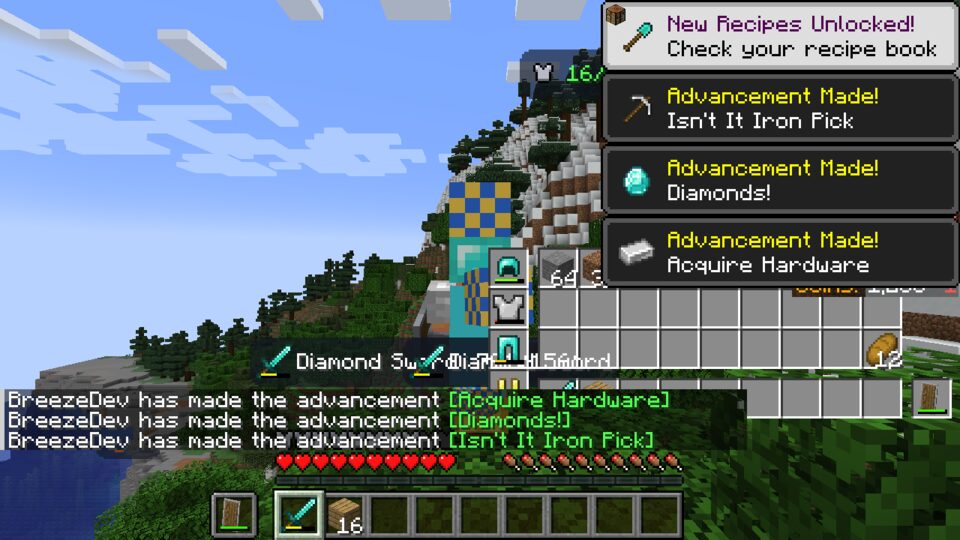 New Recipes Unlocked!
Check your recipe book
16/
Advancement Made!
Isn't It Iron Pick
Advancement Made!
Diamonds!
Advancement Made!
Acquire Hardware
64
12
Diamond
BreezeDev has made the advancement [Acquire Hardware]
BreezeDev has made the advancement [Diamonds!]
BreezeDev has made the advancement [Isn't It Iron Pick]
16